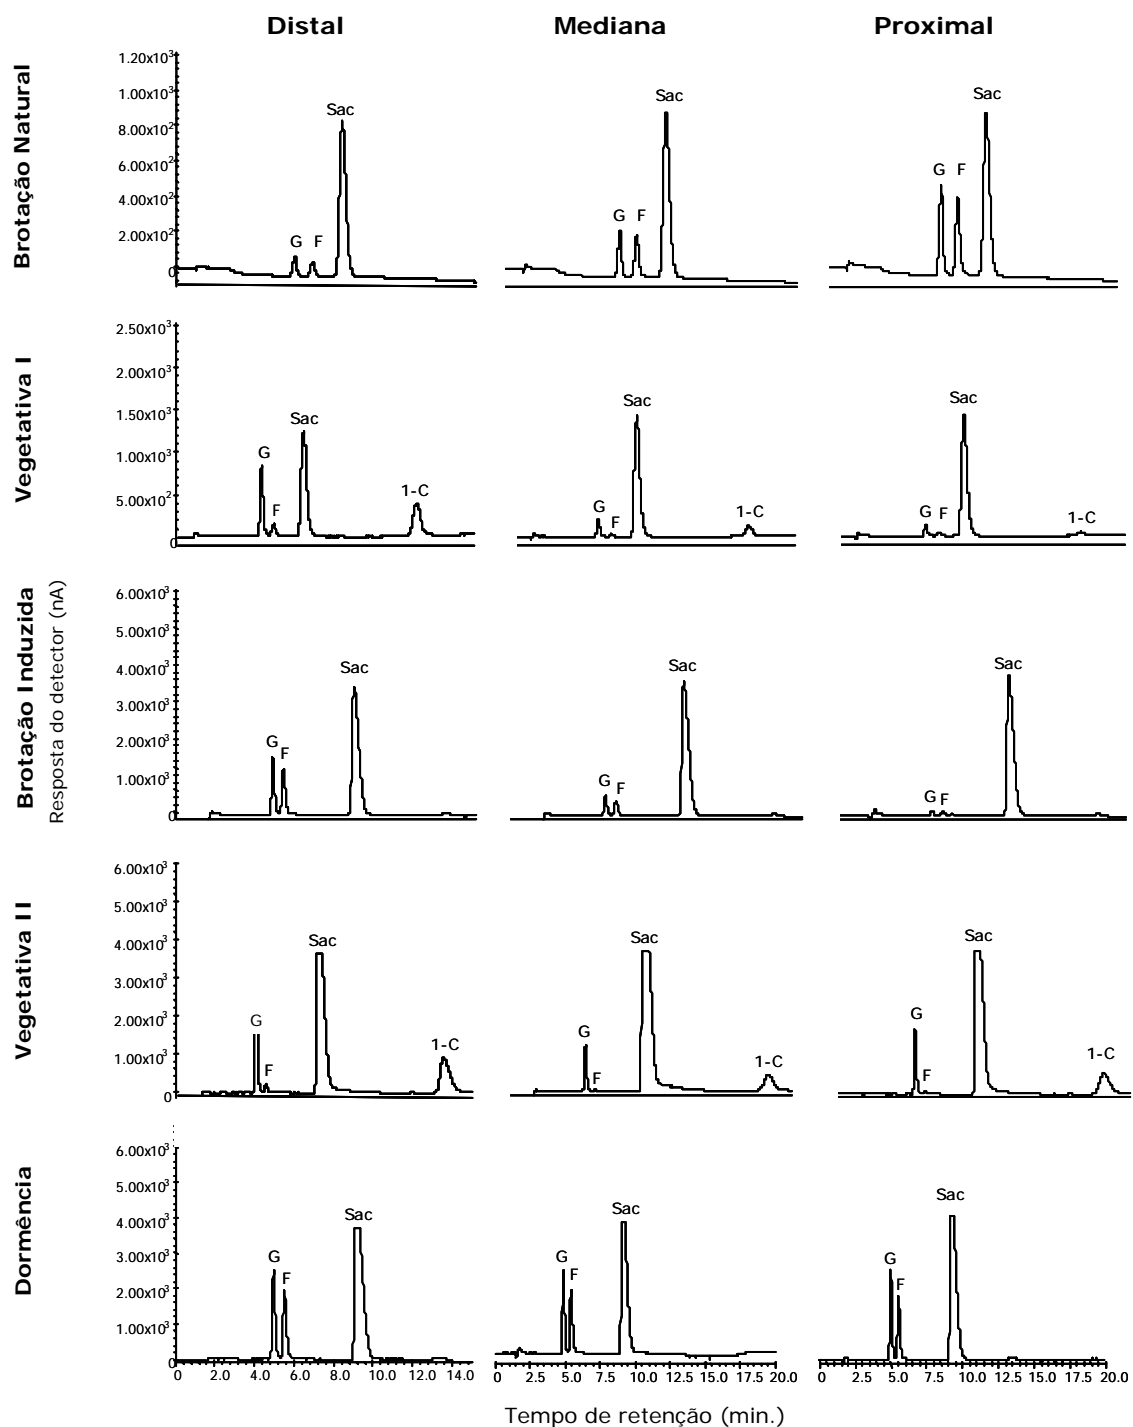 Distal Mediana Proximal
Brotação Natural
1.20x10³
1.00x10³
8.00x10²
6.00x10²
4.00x10²
2.00x10²
0
G F Sac
G F Sac
G F Sac
Vegetativa I
2.50x10³
2.00x10³
1.50x10³
1.00x10³
5.00x10²
0
G F Sac 1-C
G F Sac 1-C
G F Sac 1-C
Brotação Induzida
Resposta do detector (nA)
6.00x10³
5.00x10³
4.00x10³
3.00x10³
2.00x10³
1.00x10³
0
G F Sac
G F Sac
G F Sac
Vegetativa II
6.00x10³
5.00x10³
4.00x10³
3.00x10³
2.00x10³
1.00x10³
0
G F Sac 1-C
G F Sac 1-C
G F Sac 1-C
Dormência
6.00x10³
5.00x10³
4.00x10³
3.00x10³
2.00x10³
1.00x10³
0
G F Sac
G F Sac
G F Sac
0 2.0 4.0 6.0 8.0 10.0 12.0 14.0
0 2.5 5.0 7.5 10.0 12.5 15.0 17.5 20.0
0 2.5 5.0 7.5 10.0 12.5 15.0 17.5 20.0
Tempo de retenção (min.)